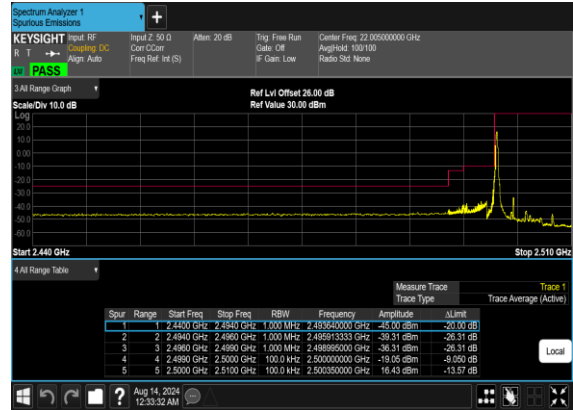 Spectrum Analyzer 1
Spurious Emissions
+
KEYSIGHT
R T
LW PASS
Input: RF
Coupling: DC
Align: Auto
Input Z: 50 Ω
Corr CCorr
Freq Ref: Int (S)
Atten: 20 dB
Trig: Free Run
Gate: Off
IF Gain: Low
Center Freq: 22.005000000 GHz
Avg|Hold: 100/100
Radio Std: None
3 All Range Graph
Scale/Div 10.0 dB
Ref Lvl Offset 26.00 dB
Ref Value 30.00 dBm
Log
20.0
10.0
0.00
-10.0
-20.0
-30.0
-40.0
-50.0
-60.0
Start 2.440 GHz
Stop 2.510 GHz
4 All Range Table
Measure Trace Trace 1
Trace Type Trace Average (Active)
Spur Range Start Freq Stop Freq RBW Frequency Amplitude ΔLimit
1 1 2.4400 GHz 2.4940 GHz 1.000 MHz 2.493640000 GHz -45.00 dBm -20.00 dB
2 2 2.4940 GHz 2.4960 GHz 1.000 MHz 2.495913333 GHz -39.31 dBm -26.31 dB
3 3 2.4960 GHz 2.4990 GHz 1.000 MHz 2.498995000 GHz -36.31 dBm -26.31 dB
4 4 2.4990 GHz 2.5000 GHz 100.0 kHz 2.500000000 GHz -19.05 dBm -9.050 dB
5 5 2.5000 GHz 2.5100 GHz 100.0 kHz 2.500350000 GHz 16.43 dBm -13.57 dB
Local
?
Aug 14, 2024
12:33:32 AM